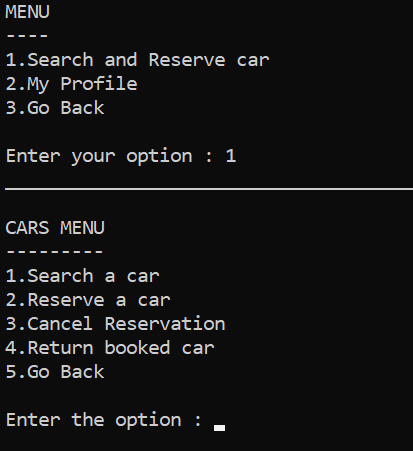 MENU
----
1.Search and Reserve car
2.My Profile
3.Go Back
Enter your option : 1
CARS MENU
---------
1.Search a car
2.Reserve a car
3.Cancel Reservation
4.Return booked car
5.Go Back
Enter the option :